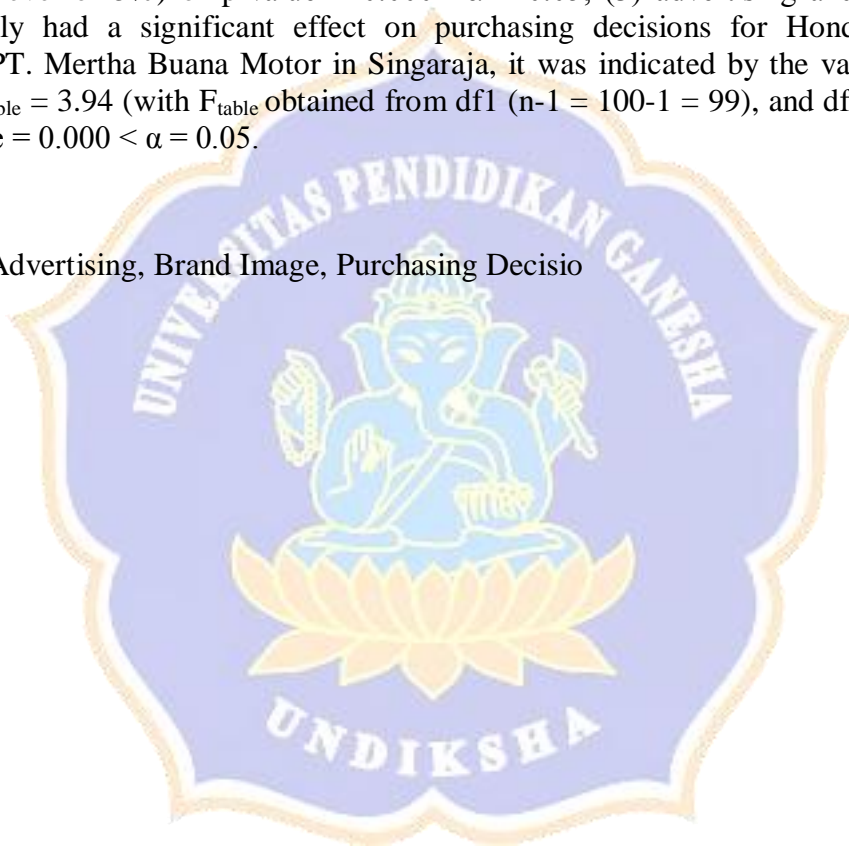 ly had a significant effect on purchasing decisions for Hond
PT. Mertha Buana Motor in Singaraja, it was indicated by the va
ble = 3.94 (with Ftable obtained from df1 (n-1 = 100-1 = 99), and df
e = 0.000 < α = 0.05.
Advertising, Brand Image, Purchasing Decisio
UNIVERSITAS PENDIDIKAN GANESHA
UNDIKSHA